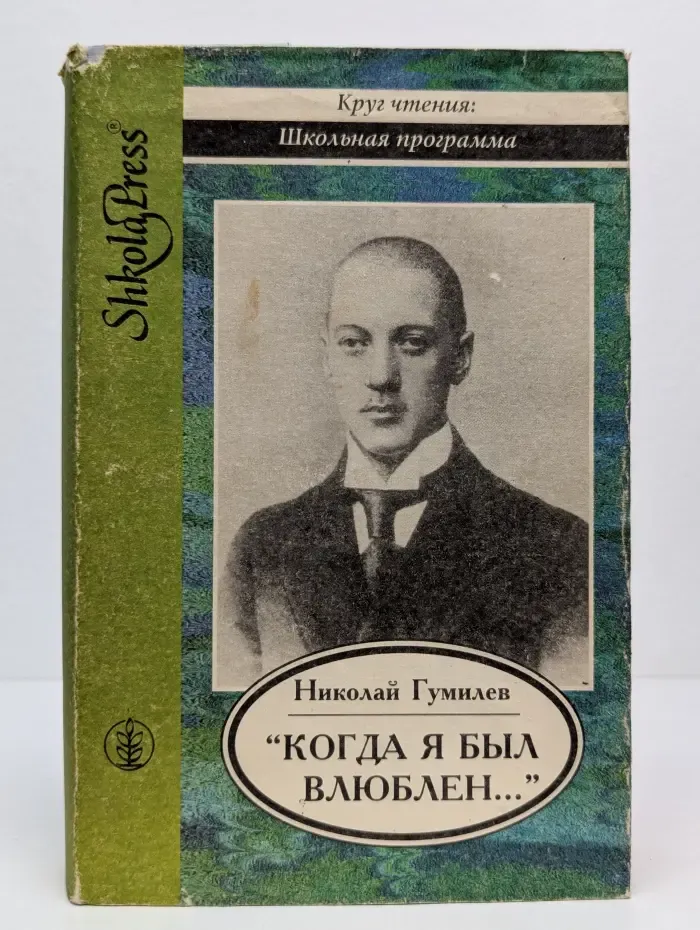 Круг чтения:
Школьная программа
Shkola Press®
Николай Гумилев
“КОГДА Я БЫЛ
ВЛЮБЛЕН...”